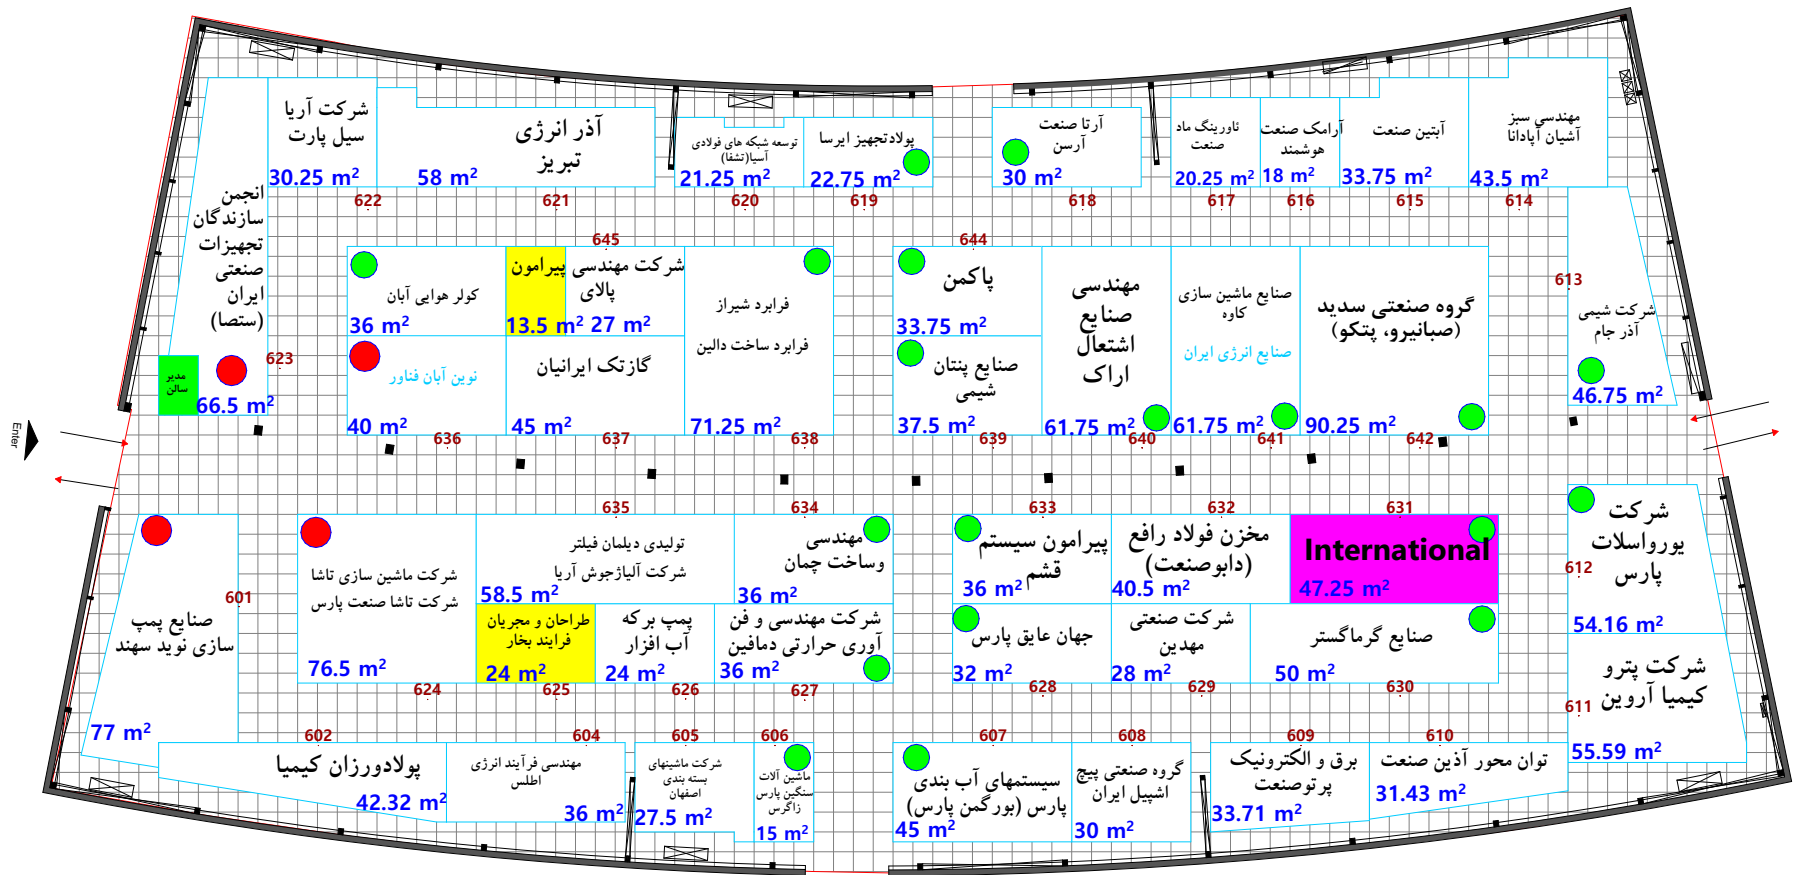 شرکت آریا
سیل پارت
30.25 m²
622
آذر انرژی
تبریز
58 m²
621
توسعه شبکه های فولادی
آسیا(تشفا)
21.25 m²
620
پولادتجهیز ایرسا
22.75 m²
619
آرتا صنعت
آرسن
30 m²
618
ئاورینگ ماد
صنعت
20.25 m²
617
آرامک صنعت
هوشمند
18 m²
616
آبتین صنعت
33.75 m²
615
مهندسی سبز
آشیان آپادانا
43.5 m²
614
انجمن
سازندگان
تجهیزات
صنعتی
ایران
(ستصا)
66.5 m²
623
مدیر
سالن
کولر هوایی آبان
36 m²
645
پیرامون
13.5 m²
شرکت مهندسی
پالای
27 m²
فرابرد شیراز
فرابرد ساخت دالین
71.25 m²
638
نوین آبان فناور
40 m²
636
گازتک ایرانیان
45 m²
637
644
پاکمن
33.75 m²
صنایع پنتان
شیمی
37.5 m²
639
مهندسی
صنایع
اشتعال
اراک
61.75 m²
640
صنایع ماشین سازی
کاوه
صنایع انرژی ایران
61.75 m²
641
گروه صنعتی سدید
(صبانیرو، پتکو)
90.25 m²
642
613
شرکت شیمی
آذر جام
46.75 m²
Enter
صنایع پمپ
سازی نوید سهند
77 m²
601
شرکت ماشین سازی تاشا
شرکت تاشا صنعت پارس
76.5 m²
624
635
تولیدی دیلمان فیلتر
شرکت آلیاژجوش آریا
58.5 m²
634
مهندسی
وساخت چمان
36 m²
طراحان و مجریان
فرایند بخار
24 m²
625
پمپ برکه
آب افزار
24 m²
626
شرکت مهندسی و فن
آوری حرارتی دمافین
36 m²
627
633
پیرامون سیستم
قشم
36 m²
632
مخزن فولاد رافع
(دابوصنعت)
40.5 m²
631
International
47.25 m²
جهان عایق پارس
32 m²
628
شرکت صنعتی
مهدین
28 m²
629
صنایع گرماگستر
50 m²
630
شرکت
یورواسلات
پارس
612
54.16 m²
شرکت پترو
کیمیا آروین
611
55.59 m²
602
پولادورزان کیمیا
42.32 m²
604
مهندسی فرآیند انرژی
اطلس
36 m²
605
شرکت ماشینهای
بسته بندی
اصفهان
27.5 m²
606
ماشین آلات
سنگین پارس
زاگرس
15 m²
607
سیستمهای آب بندی
پارس (بورگمن پارس)
45 m²
608
گروه صنعتی پیچ
اشپیل ایران
30 m²
609
برق و الکترونیک
پرتوصنعت
33.71 m²
610
توان محور آذین صنعت
31.43 m²